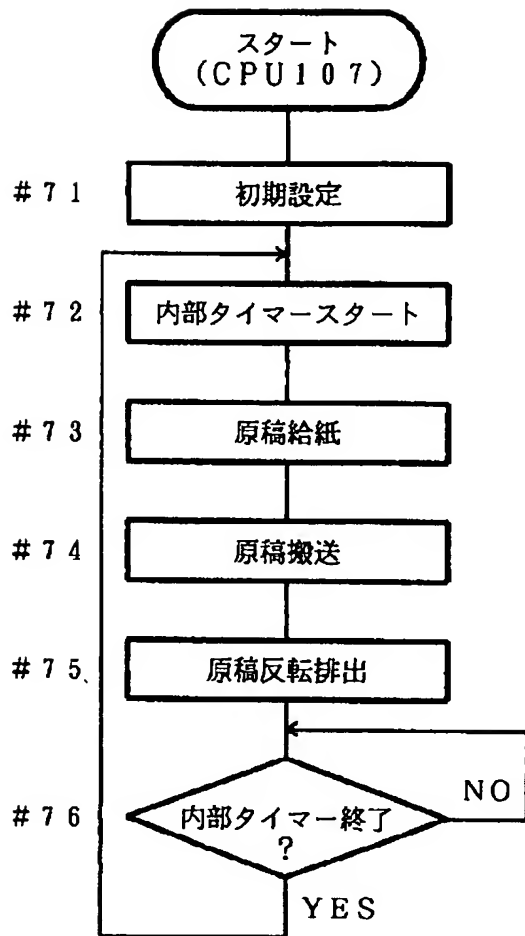 スタート
(CPU107)
#71 初期設定
#72 内部タイマースタート
#73 原稿給紙
#74 原稿搬送
#75 原稿反転排出
#76 内部タイマー終了
?
NO
YES